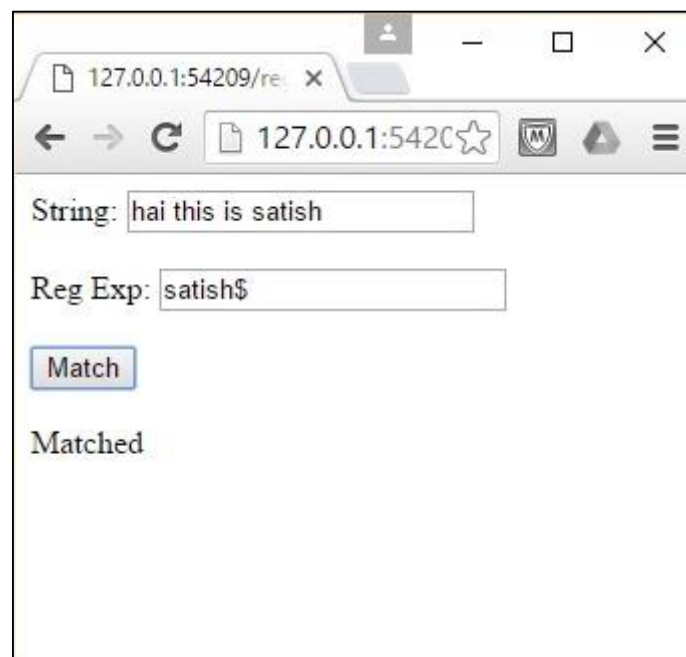 127.0.0.1:54209/re
127.0.0.1:542
String: hai this is satish
Reg Exp: satish$
Match
Matched